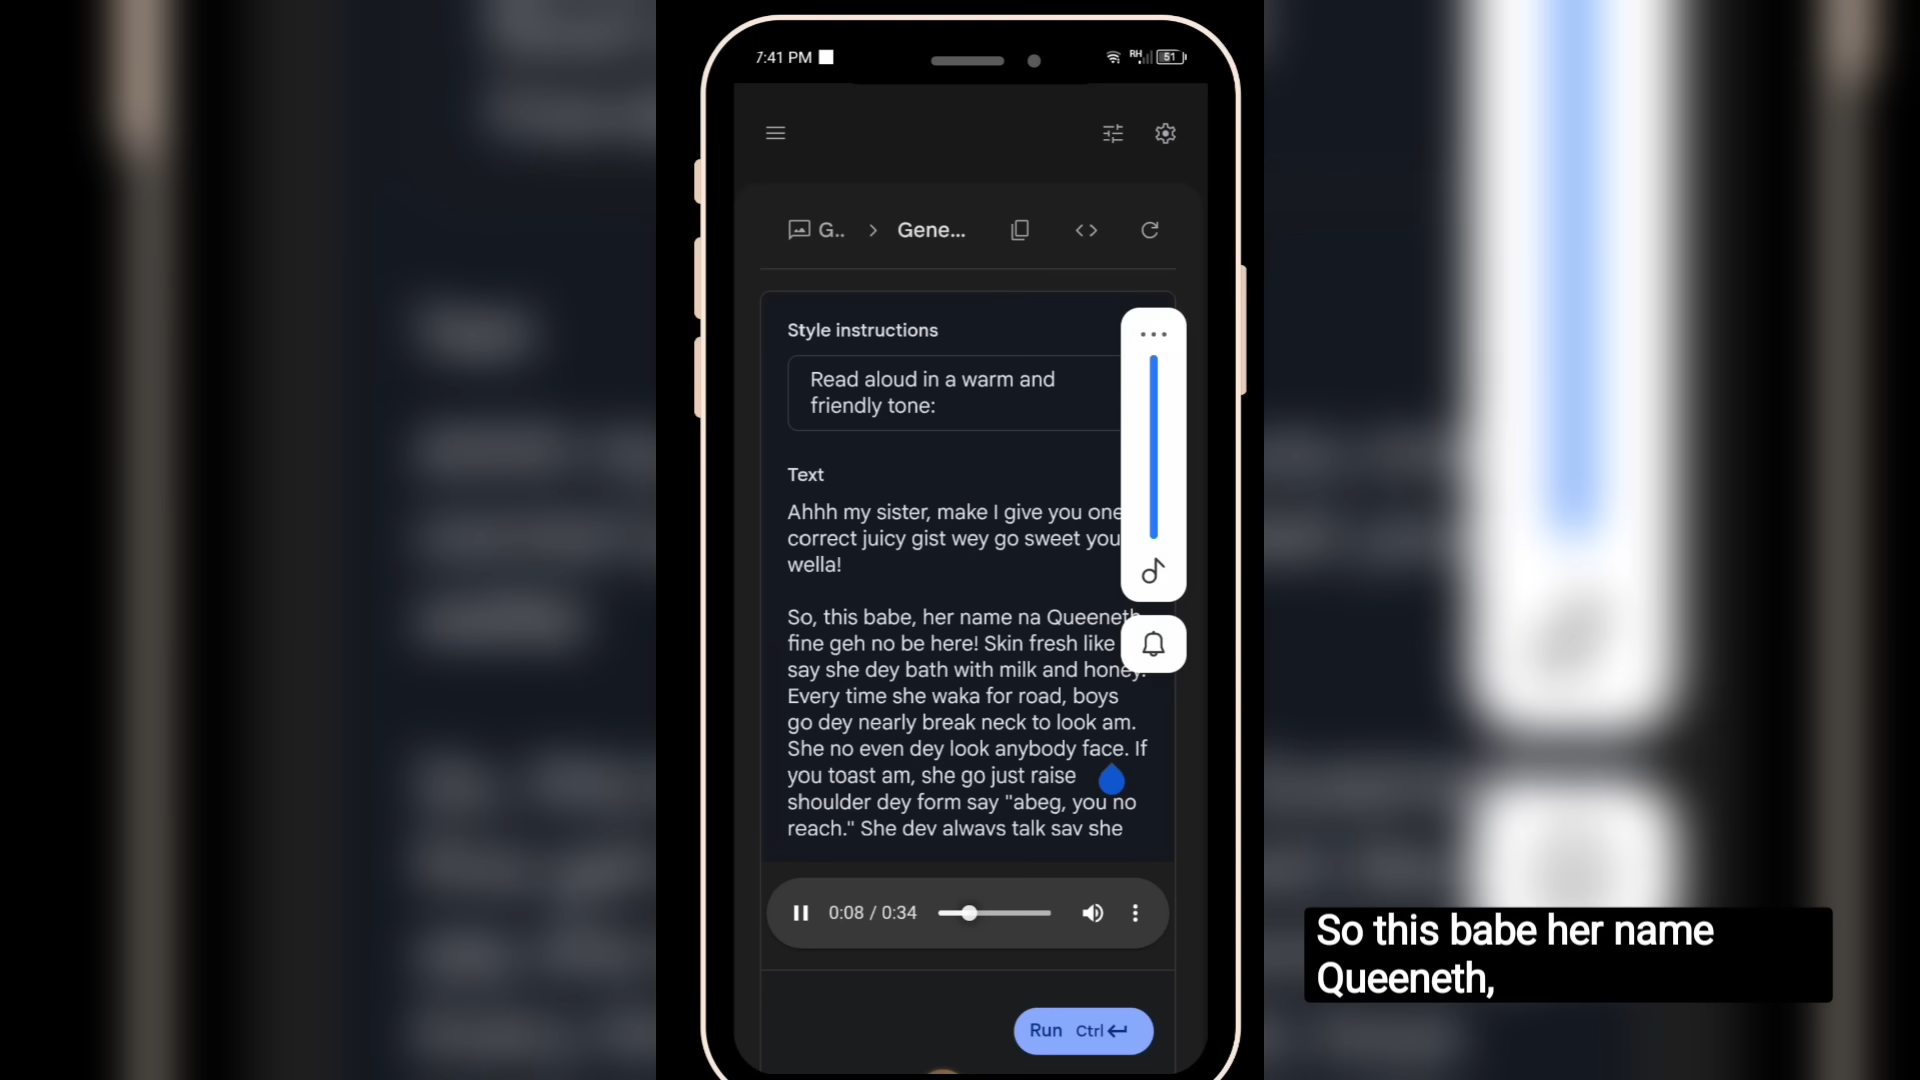 7:41 PM
RH
51
G..
Gene...
Style instructions
Read aloud in a warm and
friendly tone:
Text
Ahhh my sister, make I give you one
correct juicy gist wey go sweet you
wella!
So, this babe, her name na Queeneth
fine geh no be here! Skin fresh like
say she dey bath with milk and honey.
Every time she waka for road, boys
go dey nearly break neck to look am.
She no even dey look anybody face. If
you toast am, she go just raise
shoulder dey form say "abeg, you no
reach." She dey always talk say she
0:08 / 0:34
Run Ctrl
So this babe her name
Queeneth,